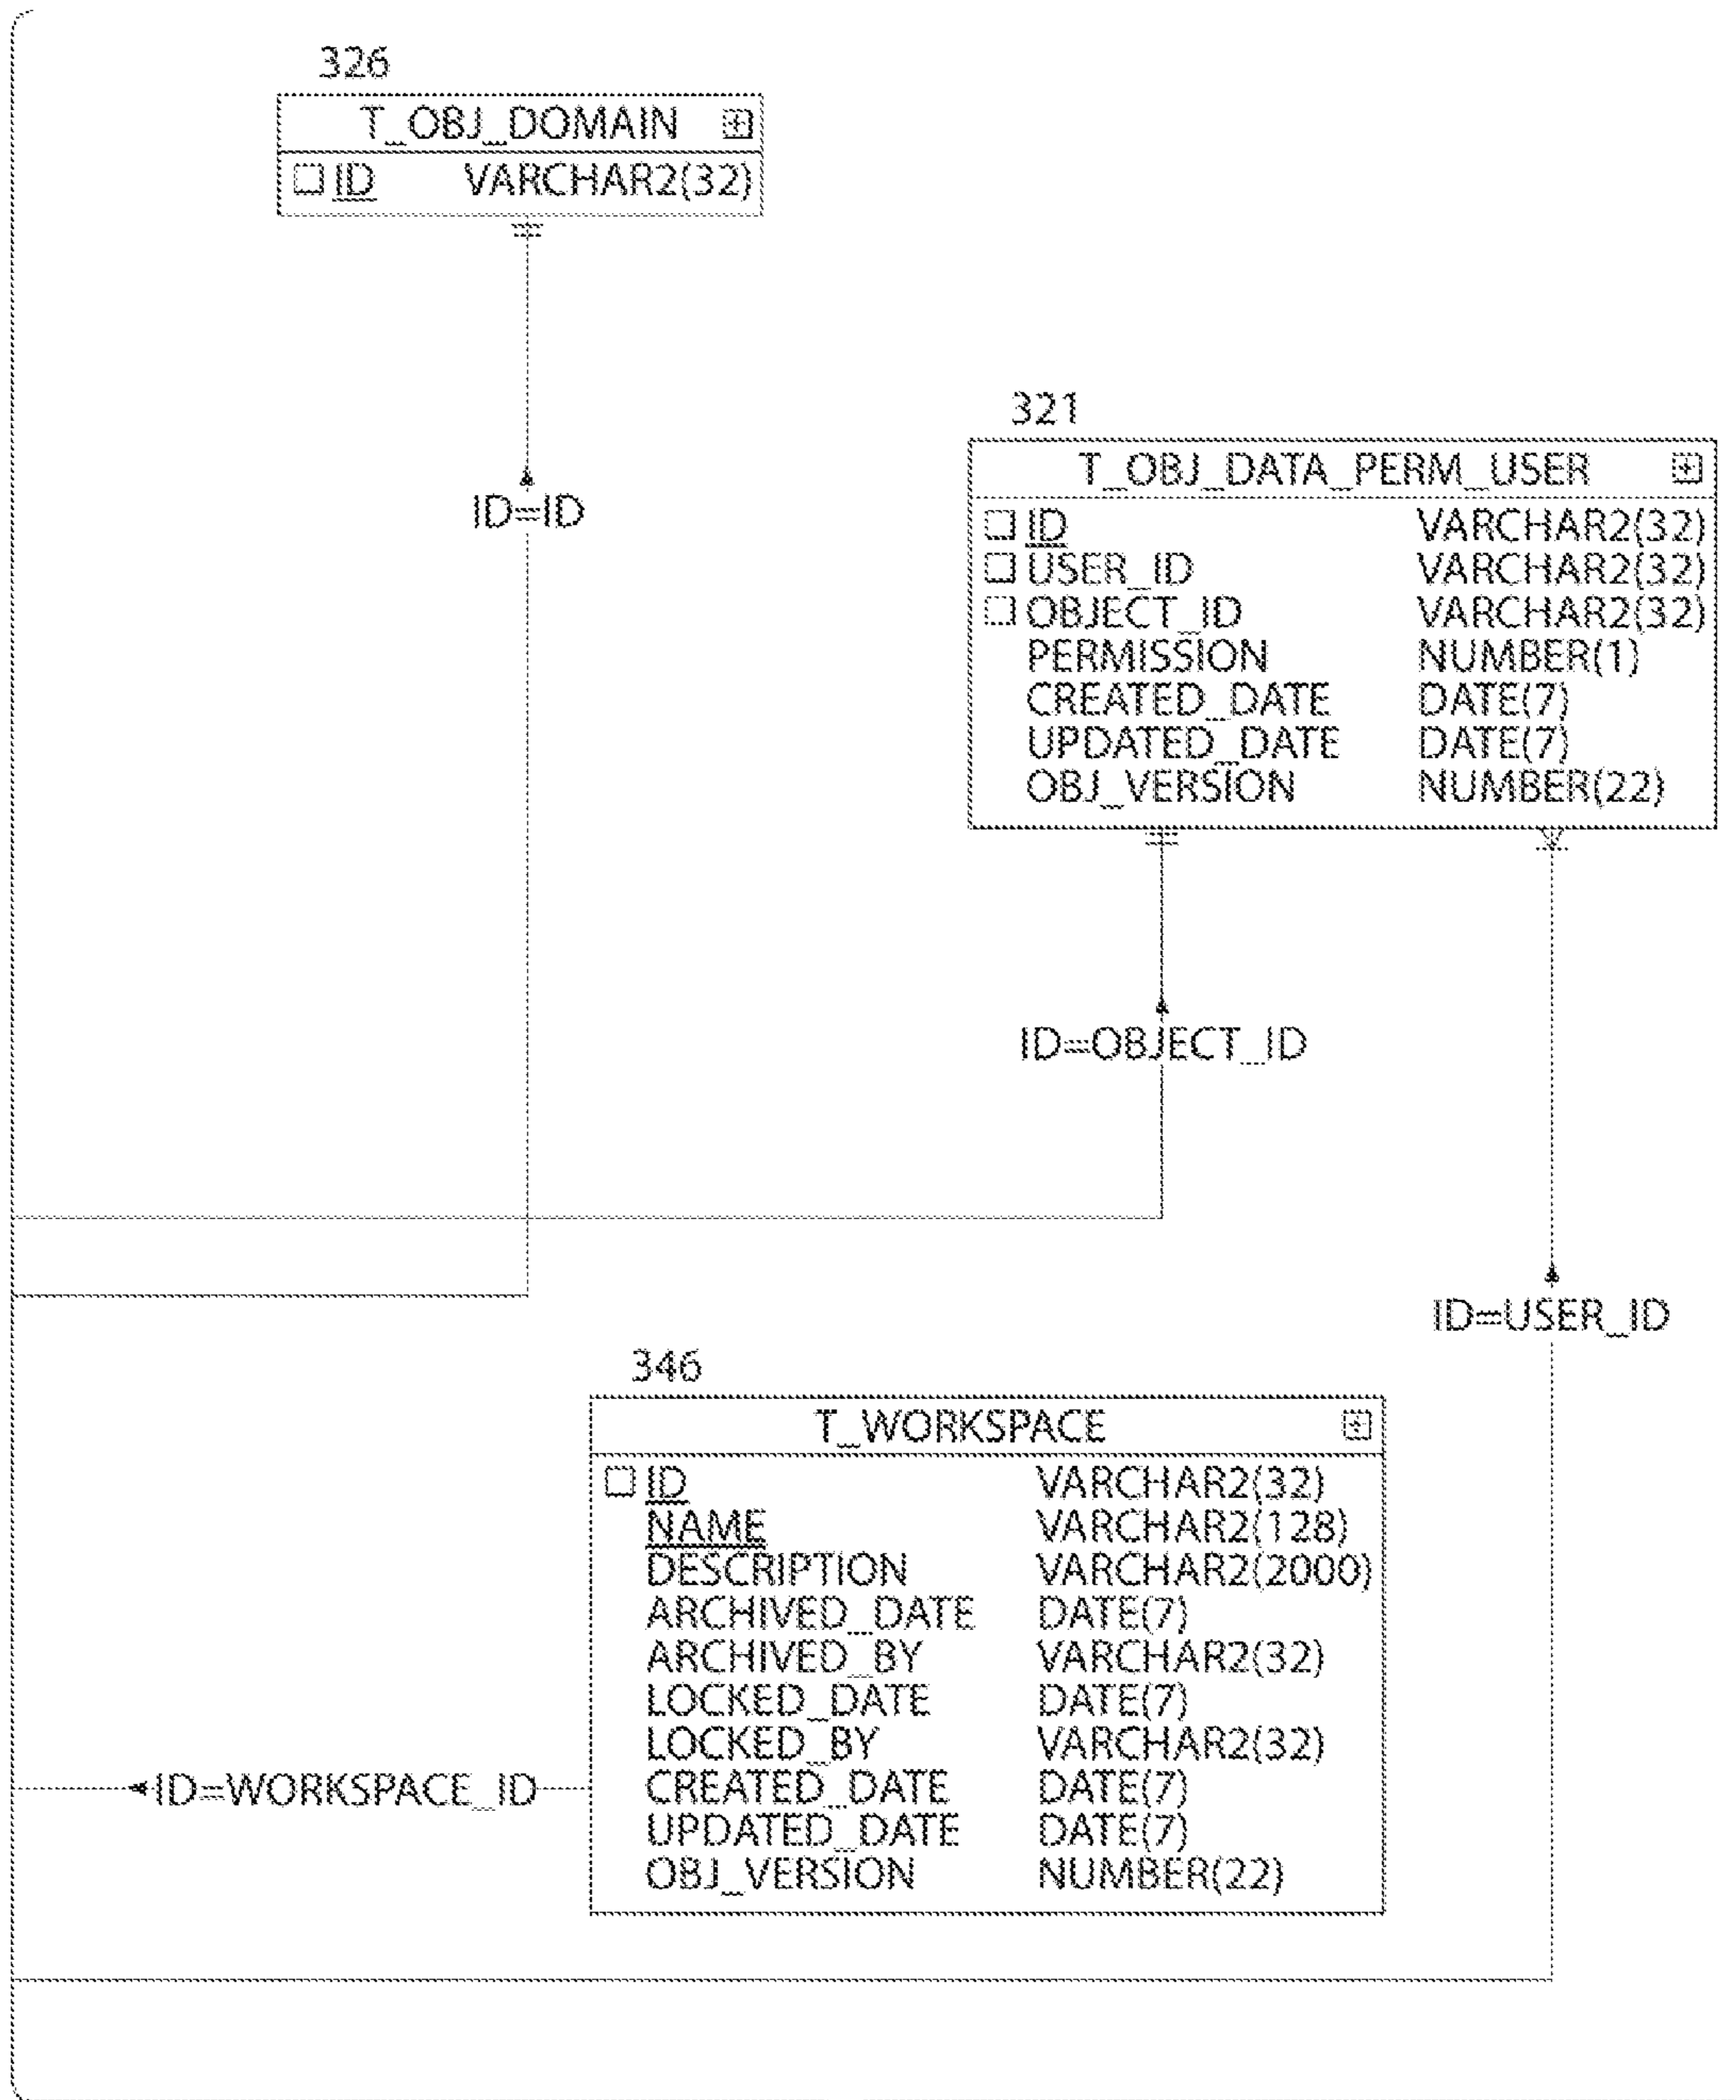 326
T_OBJ_DOMAIN
ID VARCHAR2(32)
ID=ID
321
T_OBJ_DATA_PERM_USER
ID VARCHAR2(32)
USER_ID VARCHAR2(32)
OBJECT_ID VARCHAR2(32)
PERMISSION NUMBER(1)
CREATED_DATE DATE(7)
UPDATED_DATE DATE(7)
OBJ_VERSION NUMBER(22)
ID=OBJECT_ID
ID=USER_ID
346
T_WORKSPACE
ID VARCHAR2(32)
NAME VARCHAR2(128)
DESCRIPTION VARCHAR2(2000)
ARCHIVED_DATE DATE(7)
ARCHIVED_BY VARCHAR2(32)
LOCKED_DATE DATE(7)
LOCKED_BY VARCHAR2(32)
CREATED_DATE DATE(7)
UPDATED_DATE DATE(7)
OBJ_VERSION NUMBER(22)
ID=WORKSPACE_ID